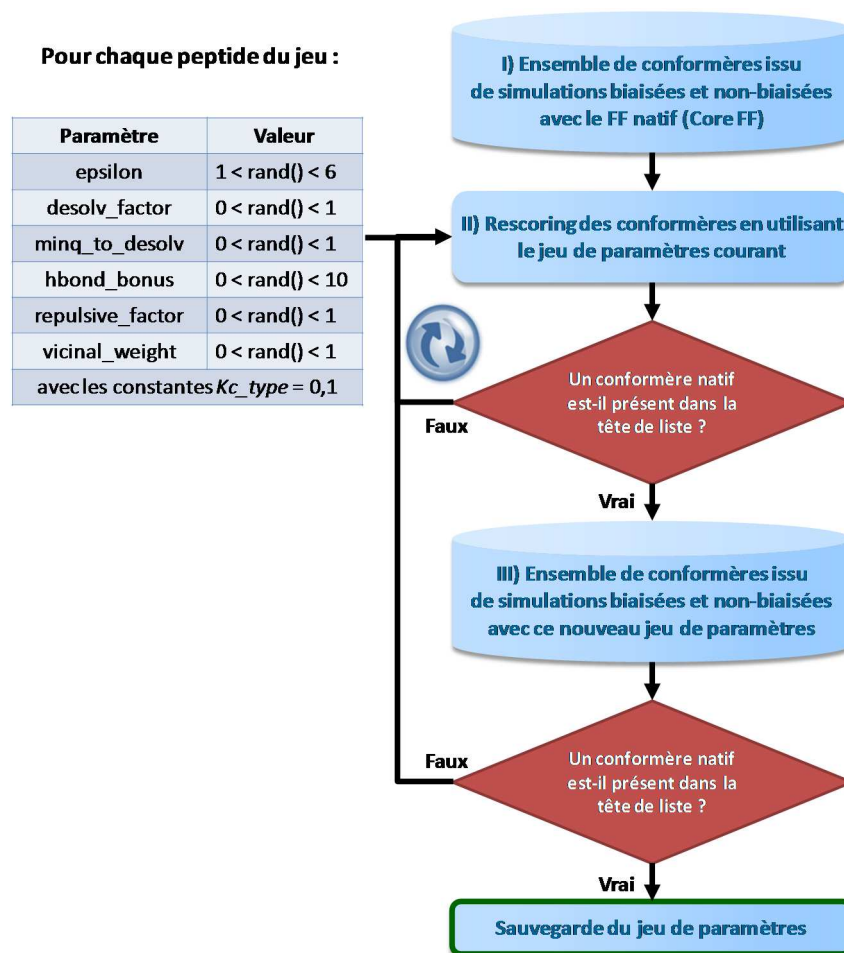 Pour chaque peptide du jeu :
Paramètre Valeur
epsilon 1 < rand() < 6
desolv_factor 0 < rand() < 1
minq_to_desolv 0 < rand() < 1
hbond_bonus 0 < rand() < 10
repulsive_factor 0 < rand() < 1
vicinal_weight 0 < rand() < 1
avec les constantes Kc_type = 0,1
I) Ensemble de conformères issu
de simulations biaisées et non-biaisées
avec le FF natif (Core FF)
II) Rescoring des conformères en utilisant
le jeu de paramètres courant
Un conformère natif
est-il présent dans la
tête de liste ?
Faux
Vrai
III) Ensemble de conformères issu
de simulations biaisées et non-biaisées
avec ce nouveau jeu de paramètres
Un conformère natif
est-il présent dans la
tête de liste ?
Faux
Vrai
Sauvegarde du jeu de paramètres